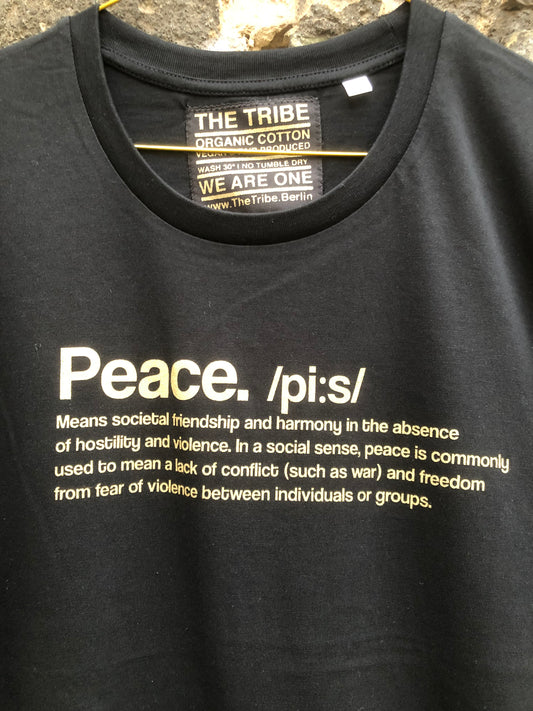 THE TRIBE
ORGANIC COTTON
VEGAN PRODUCED
WASH 30° I NO TUMBLE DRY
WE ARE ONE
www.TheTribe.Berlin
Peace. /pi:s/
Means societal friendship and harmony in the absence
of hostility and violence. In a social sense, peace is commonly
used to mean a lack of conflict (such as war) and freedom
from fear of violence between individuals or groups.